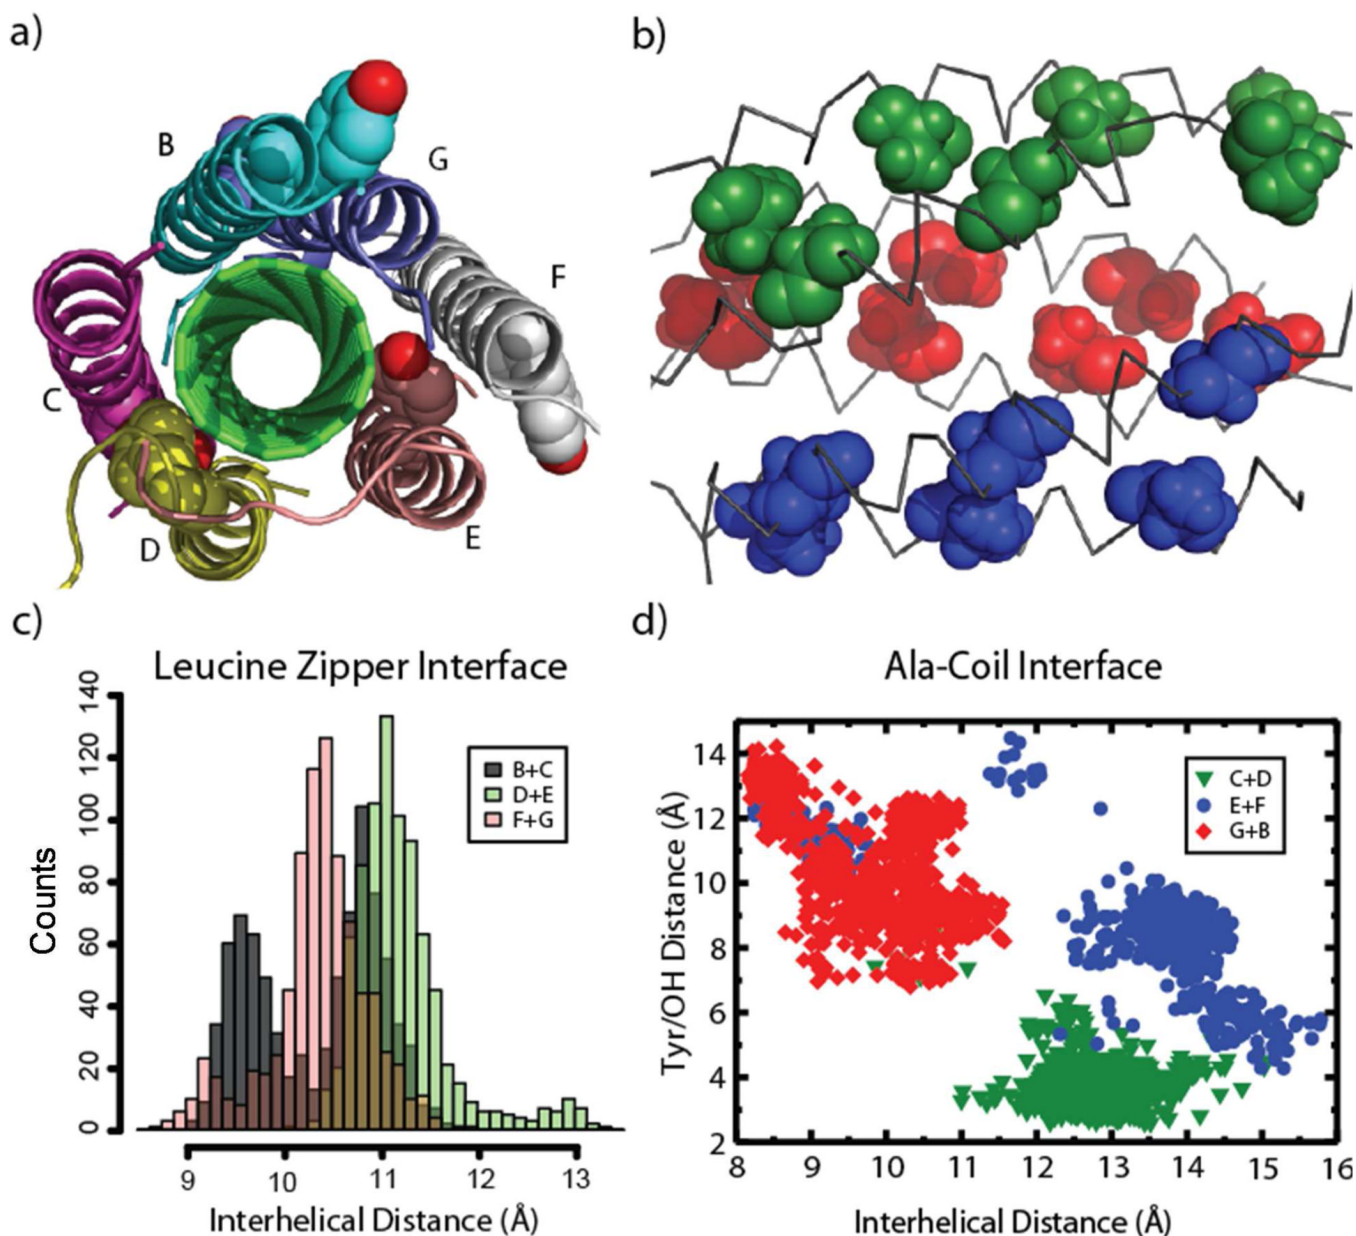 a)
b)
B
G
F
C
D
E
c)
d)
Leucine Zipper Interface
Ala-Coil Interface
140
120
100
80
60
40
20
0
Counts
B+C
D+E
F+G
9
10
11
12
13
Interhelical Distance (Å)
14
12
10
8
6
4
2
Tyr/OH Distance (Å)
C+D
E+F
G+B
8
9
10
11
12
13
14
15
16
Interhelical Distance (Å)